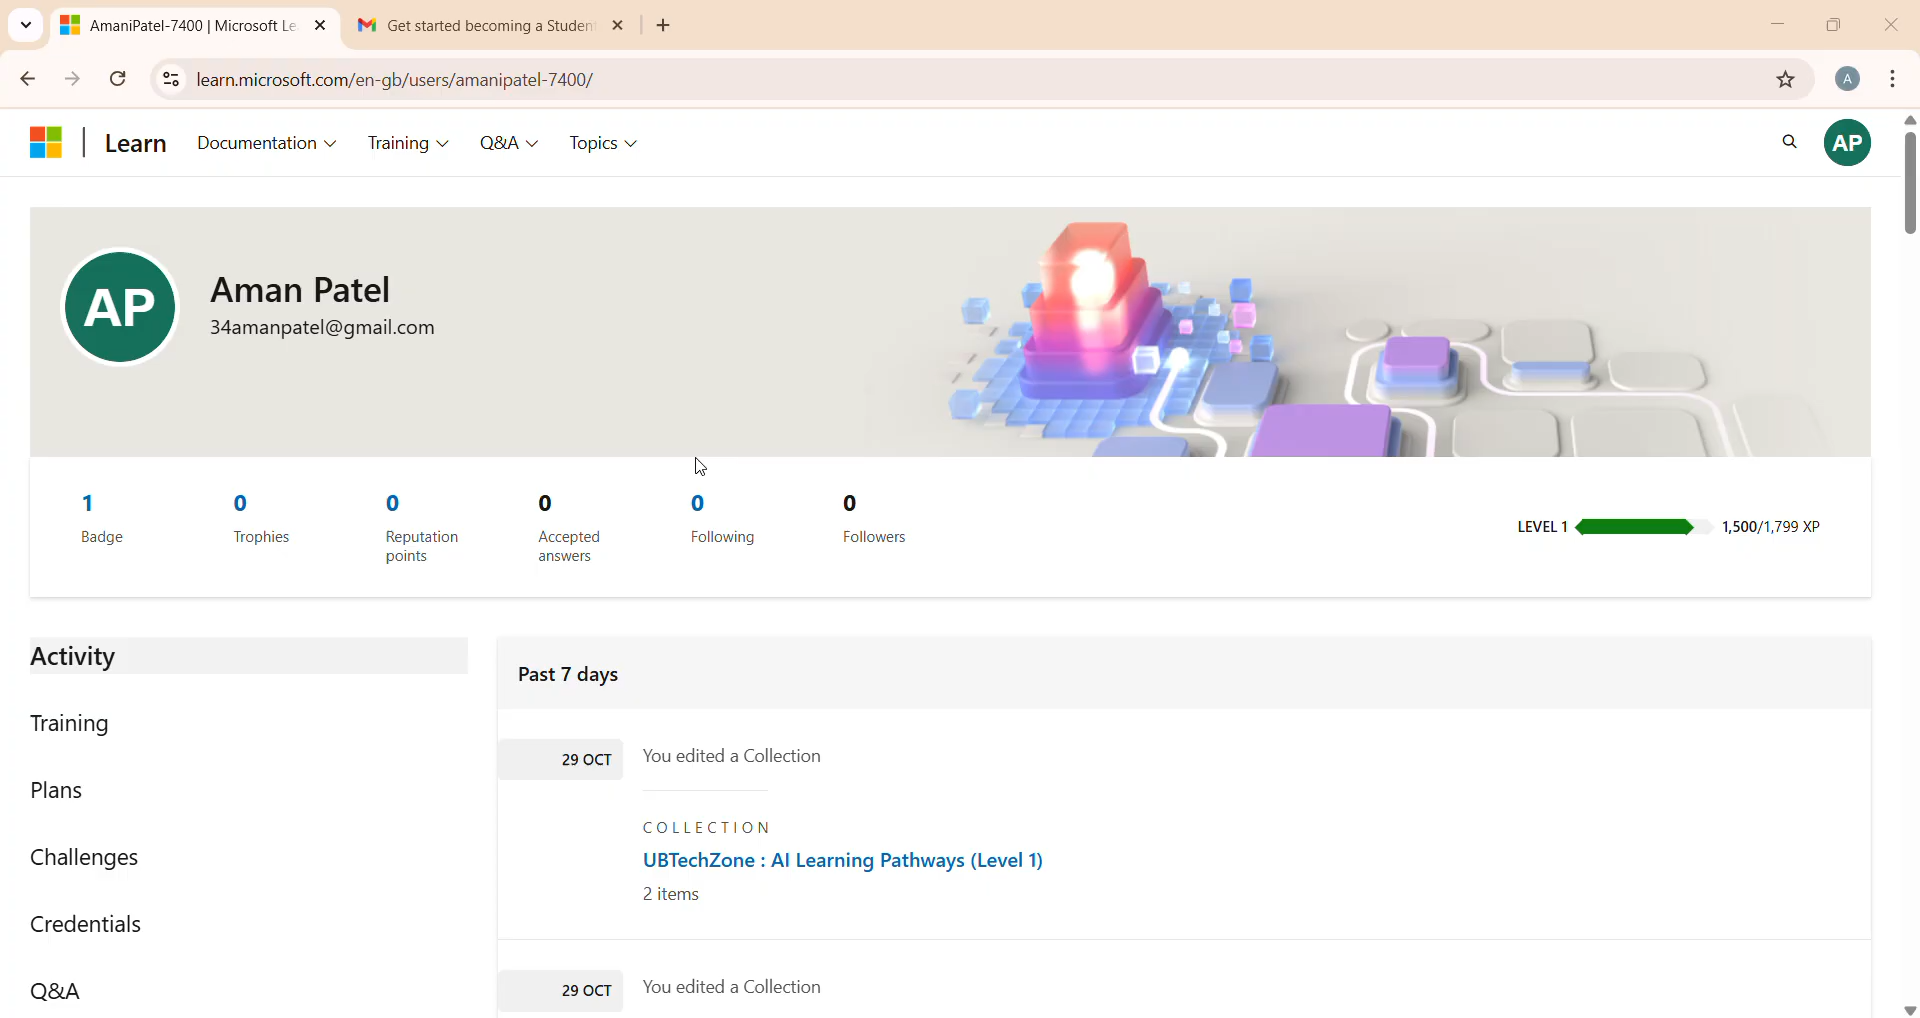 AmaniPatel-7400 | Microsoft Le
Get started becoming a Studen
learn.microsoft.com/en-gb/users/amanipatel-7400/
A
Learn
Documentation
Training
Q&A
Topics
AP
AP
Aman Patel
34amanpatel@gmail.com
1
Badge
0
Trophies
0
Reputation
points
0
Accepted
answers
0
Following
0
Followers
LEVEL 1
1,500/1,799 XP
Activity
Training
Plans
Challenges
Credentials
Q&A
Past 7 days
29 OCT
You edited a Collection
COLLECTION
UBTechZone : AI Learning Pathways (Level 1)
2 items
29 OCT
You edited a Collection